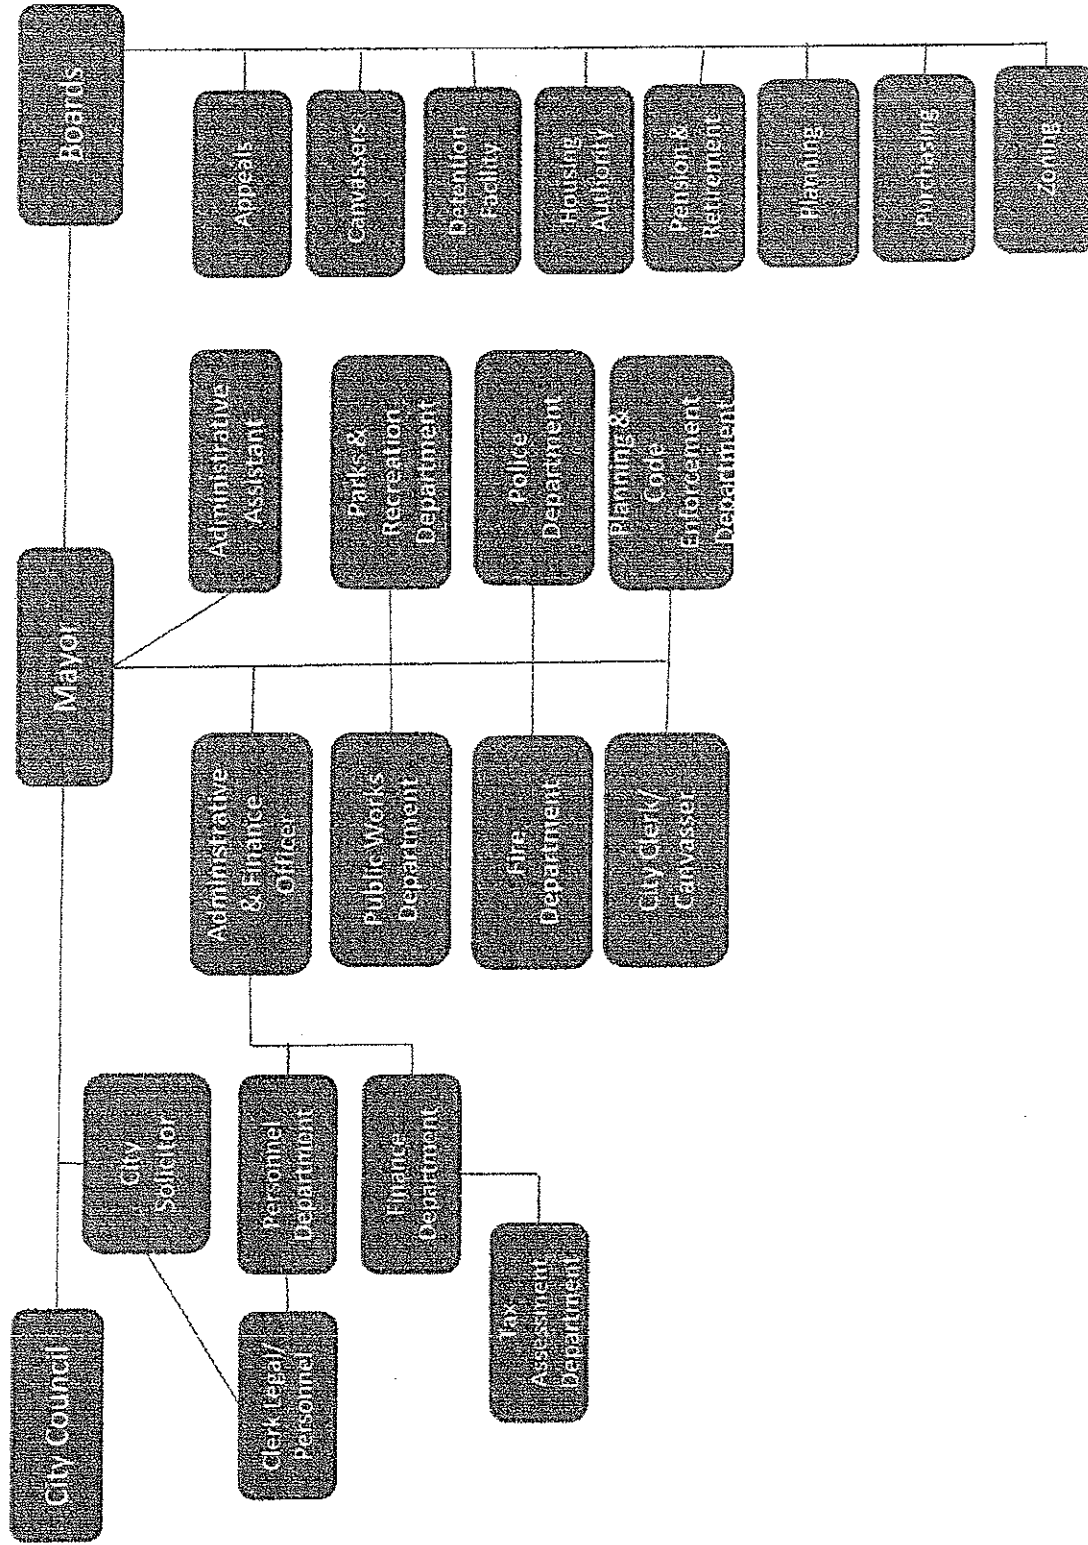 City Council
Mayor
Boards
City
Solicitor
Clerk Legal/
Personnel
Personnel
Department
Finance
Department
Tax
Assessment
Department
Administrative
& Finance
Officer
Public Works
Department
Fire
Department
City Clerk/
Canvasser
Administrative
Assistant
Parks &
Recreation
Department
Police
Department
Planning &
Code
Enforcement
Department
Appeals
Canvassers
Detention
Facility
Housing
Authority
Pension &
Retirement
Planning
Purchasing
Zoning